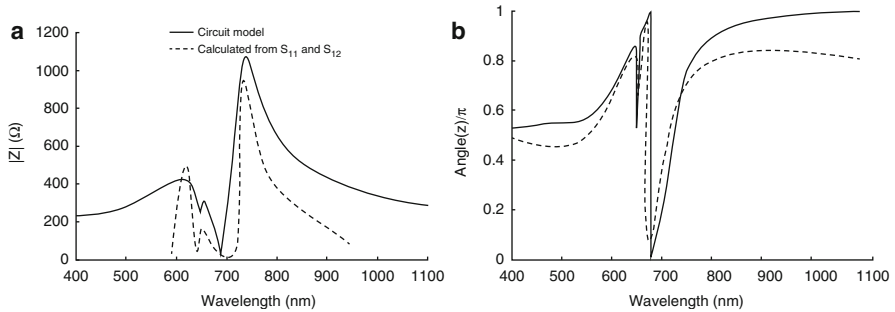 a
Circuit model
Calculated from S₁₁ and S₁₂
1200
1000
800
600
400
200
0
|Z| (Ω)
400 500 600 700 800 900 1000 1100
Wavelength (nm)
b
1
0.8
0.6
0.4
0.2
0
Angle(z)/π
400 500 600 700 800 900 1000 1100
Wavelength (nm)